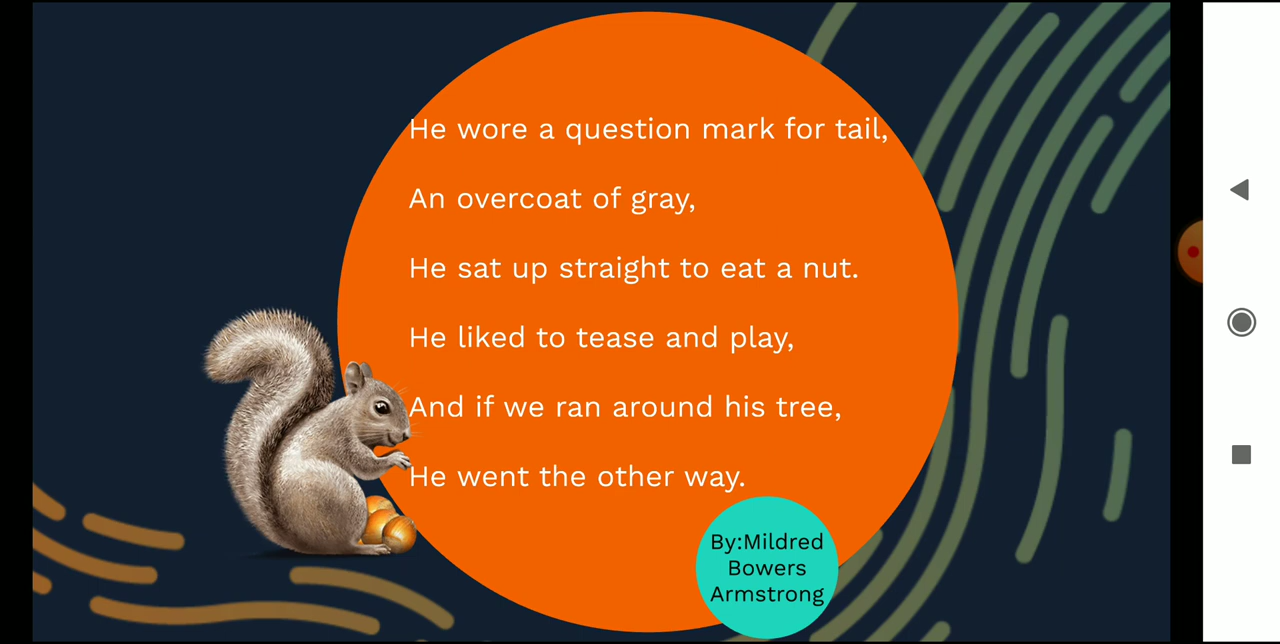 He wore a question mark for tail,
An overcoat of gray,
He sat up straight to eat a nut.
He liked to tease and play,
And if we ran around his tree,
He went the other way.
By:Mildred
Bowers
Armstrong